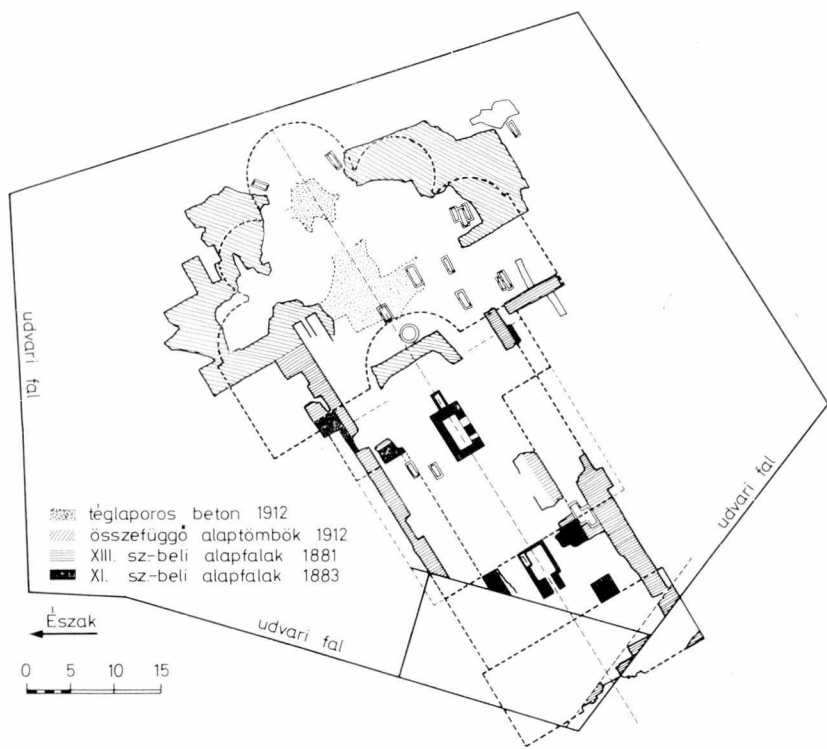 udvari fal
udvari fal
téglaporos beton 1912
összefüggő alaptömbök 1912
XIII. sz-beli alapfalak 1881
XI. sz-beli alapfalak 1883
Észak
udvari fal
0 5 10 15